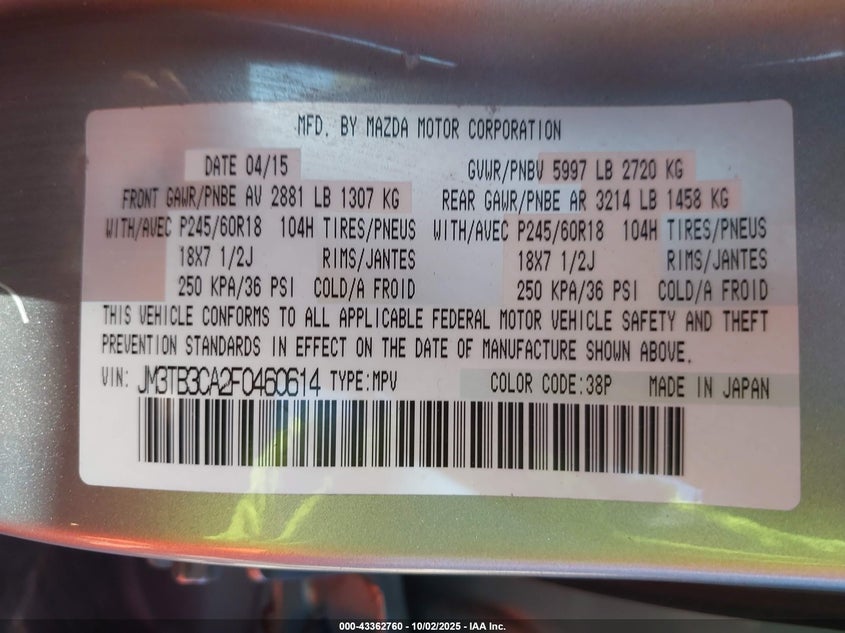 MFD. BY MAZDA MOTOR CORPORATION
DATE 04/15 GVWR/PNBV 5997 LB 2720 KG
FRONT GAWR/PNBE AV 2881 LB 1307 KG REAR GAWR/PNBE AR 3214 LB 1458 KG
WITH/AVEC P245/60R18 104H TIRES/PNEUS WITH/AVEC P245/60R18 104H TIRES/PNEUS
18X7 1/2J RIMS/JANTES 18X7 1/2J RIMS/JANTES
250 KPA/36 PSI COLD/A FROID 250 KPA/36 PSI COLD/A FROID
THIS VEHICLE CONFORMS TO ALL APPLICABLE FEDERAL MOTOR VEHICLE SAFETY AND THEFT
PREVENTION STANDARDS IN EFFECT ON THE DATE OF MANUFACTURE SHOWN ABOVE.
VIN: JM3TB3CA2F0460614 TYPE:MPV COLOR CODE:38P MADE IN JAPAN
000-43362760 - 10/02/2025 - IAA Inc.